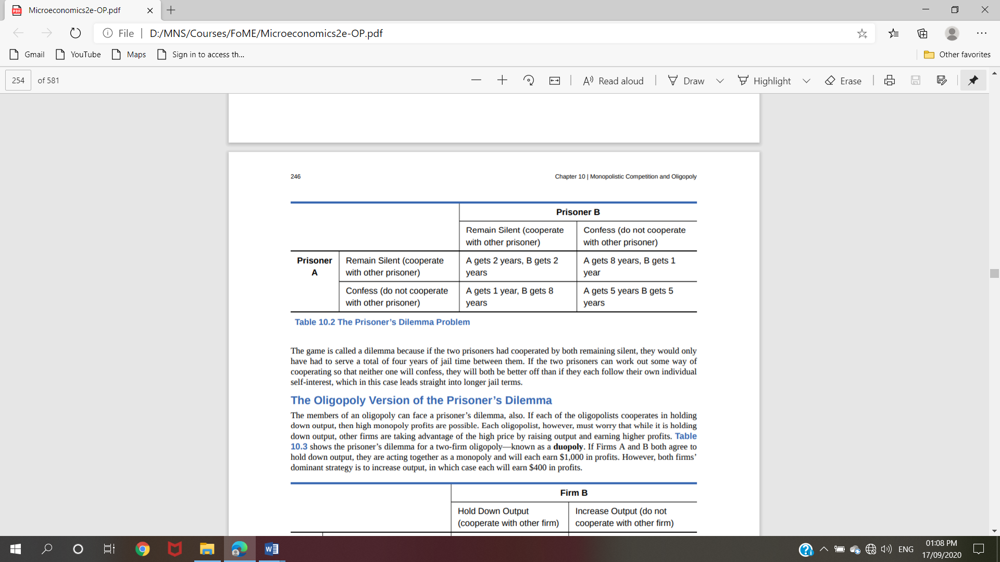 Microeconomics2e-OP.pdf
File | D:/MNS/Courses/FoME/Microeconomics2e-OP.pdf
Gmail YouTube Maps Sign in to access th... Other favorites
254 of 581 Read aloud Draw Highlight Erase
246 Chapter 10 | Monopolistic Competition and Oligopoly
Prisoner B
Remain Silent (cooperate
with other prisoner)
Confess (do not cooperate
with other prisoner)
Prisoner
A
Remain Silent (cooperate
with other prisoner)
A gets 2 years, B gets 2
years
A gets 8 years, B gets 1
year
Confess (do not cooperate
with other prisoner)
A gets 1 year, B gets 8
years
A gets 5 years B gets 5
years
Table 10.2 The Prisoner’s Dilemma Problem
The game is called a dilemma because if the two prisoners had cooperated by both remaining silent, they would only
have had to serve a total of four years of jail time between them. If the two prisoners can work out some way of
cooperating so that neither one will confess, they will both be better off than if they each follow their own individual
self-interest, which in this case leads straight into longer jail terms.
The Oligopoly Version of the Prisoner’s Dilemma
The members of an oligopoly can face a prisoner’s dilemma, also. If each of the oligopolists cooperates in holding
down output, then high monopoly profits are possible. Each oligopolist, however, must worry that while it is holding
down output, other firms are taking advantage of the high price by raising output and earning higher profits. Table
10.3 shows the prisoner’s dilemma for a two-firm oligopoly—known as a duopoly. If Firms A and B both agree to
hold down output, they are acting together as a monopoly and will each earn $1,000 in profits. However, both firms’
dominant strategy is to increase output, in which case each will earn $400 in profits.
Firm B
Hold Down Output
(cooperate with other firm)
Increase Output (do not
cooperate with other firm)
ENG
01:08 PM
17/09/2020